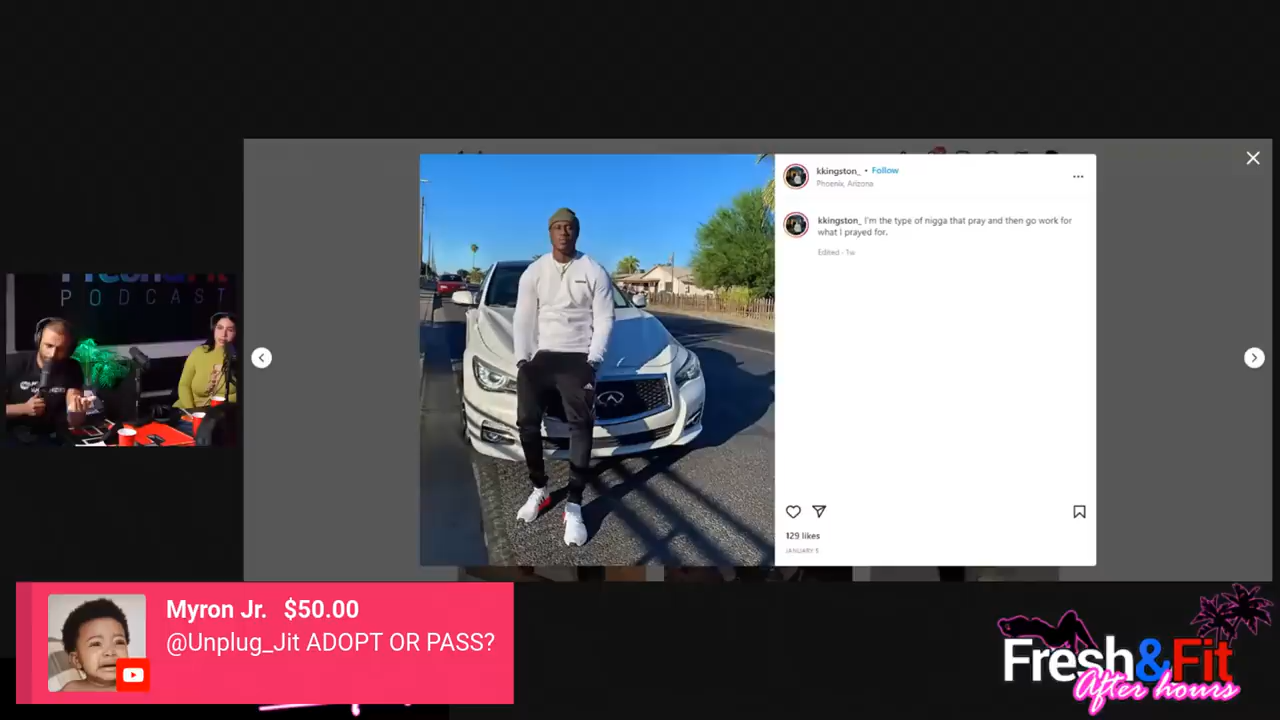 kkingston_ • Follow
Phoenix, Arizona
kkingston_ I'm the type of nigga that pray and then go work for
what I prayed for.
Edited · 1w
PODCAST
129 likes
JANUARY 5
Myron Jr. $50.00
@Unplug_Jit ADOPT OR PASS?
Fresh&Fit
After hours